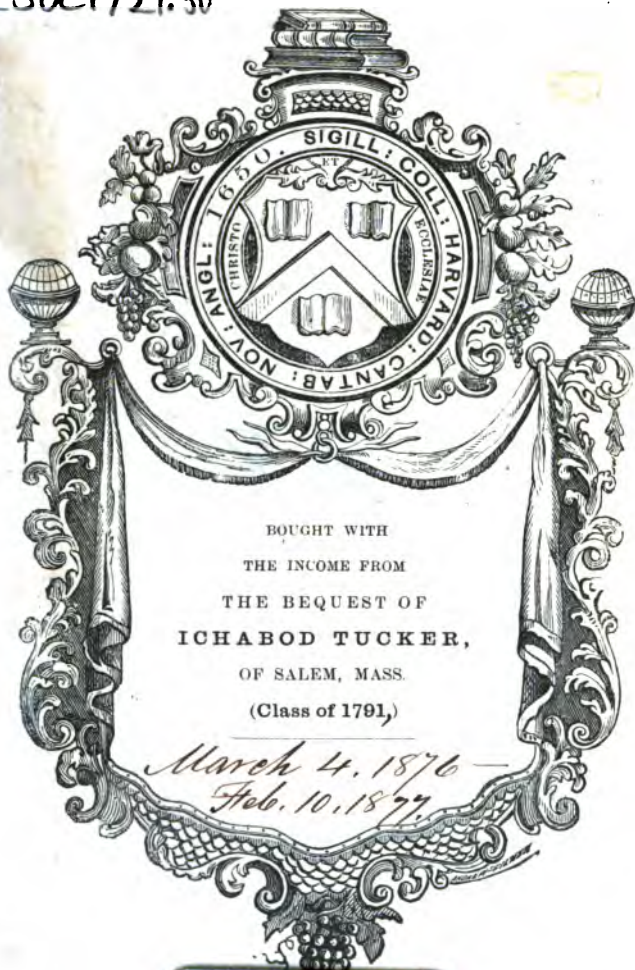 1650. SIGILL: COLL: HARVARD: CANTAB: NOV: ANGL:
ET
CHRISTO
ECCLESIAE
BOUGHT WITH
THE INCOME FROM
THE BEQUEST OF
ICHABOD TUCKER,
OF SALEM, MASS.
(Class of 1791,)
March 4. 1876 —
Feb. 10. 1877.